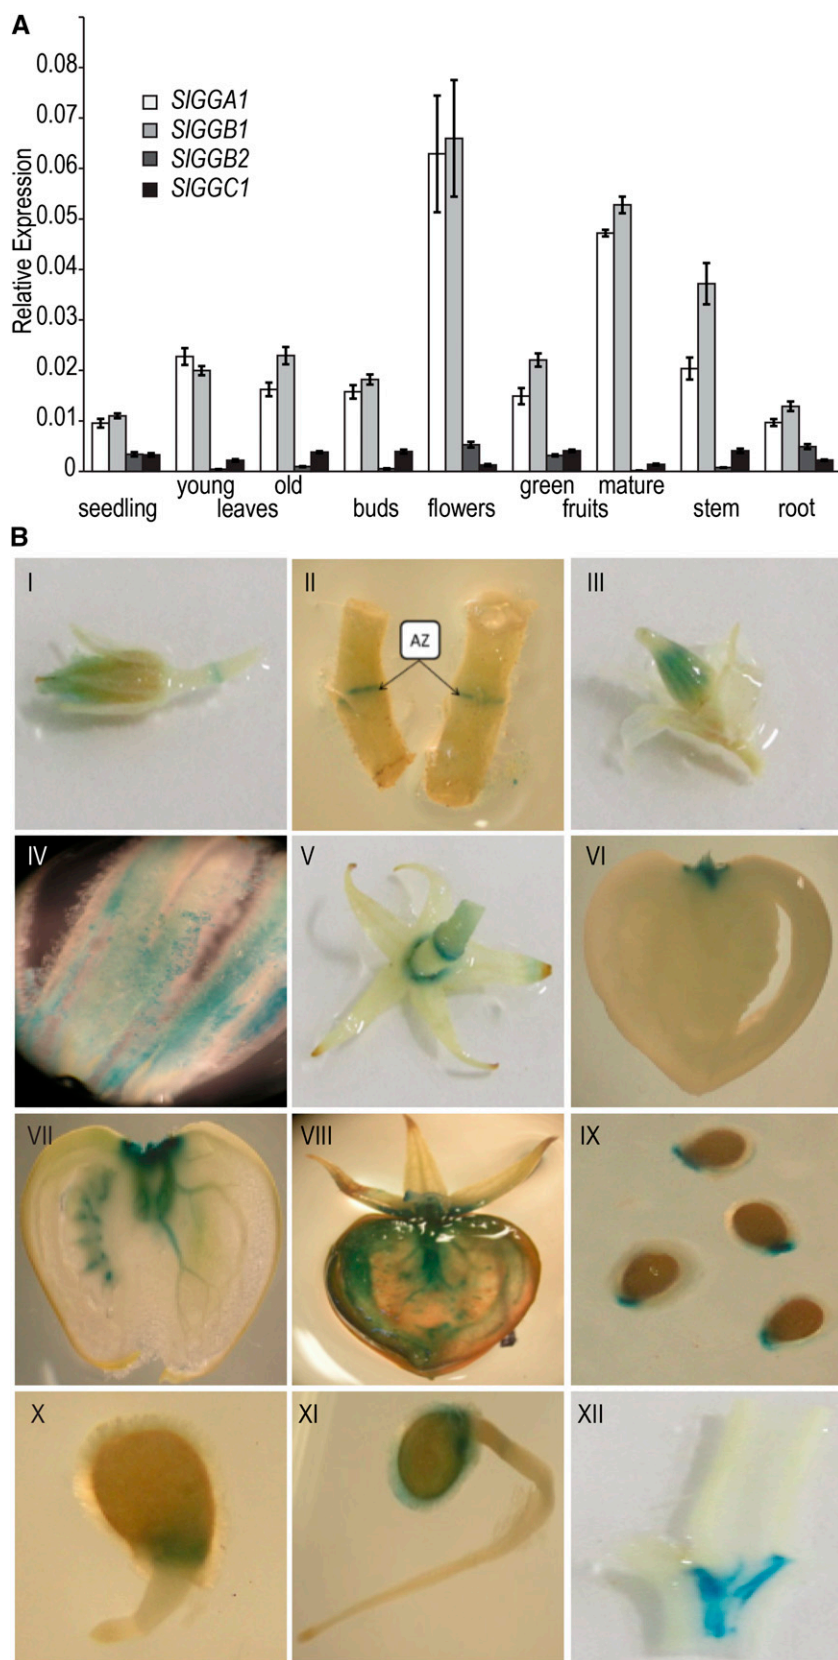 A
Relative Expression
0.08
0.07
0.06
0.05
0.04
0.03
0.02
0.01
0
SlGGA1
SlGGB1
SlGGB2
SlGGC1
young old green mature
seedling leaves buds flowers fruits stem root
B
I
II
AZ
III
IV
V
VI
VII
VIII
IX
X
XI
XII